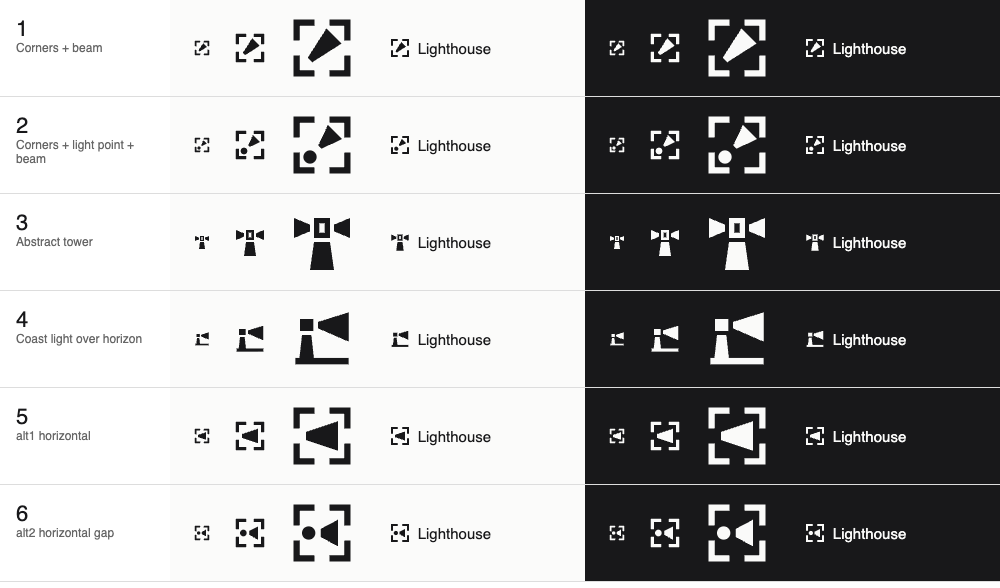 1
Corners + beam
Lighthouse
Lighthouse
2
Corners + light point +
beam
Lighthouse
Lighthouse
3
Abstract tower
Lighthouse
Lighthouse
4
Coast light over horizon
Lighthouse
Lighthouse
5
alt1 horizontal
Lighthouse
Lighthouse
6
alt2 horizontal gap
Lighthouse
Lighthouse